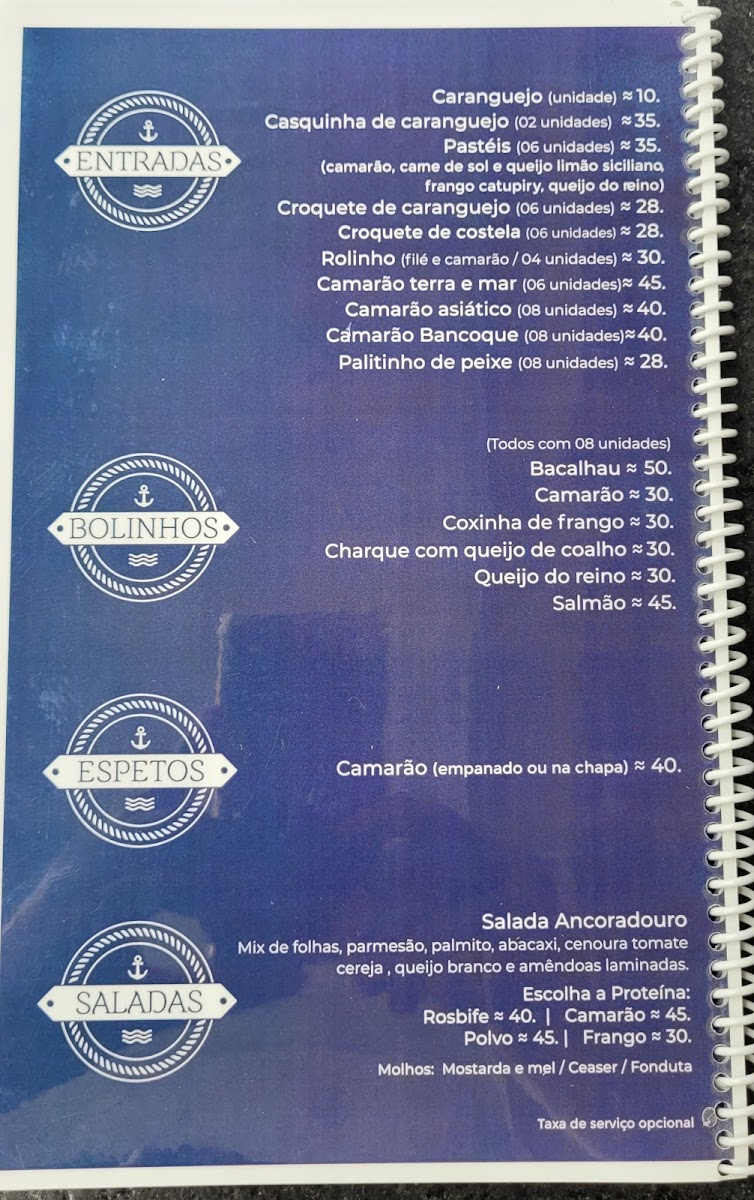 ENTRADAS
Caranguejo (unidade) ≈ 10.
Casquinha de caranguejo (02 unidades) ≈ 35.
Pastéis (06 unidades) ≈ 35.
(camarão, carne de sol e queijo limão siciliano,
frango catupiry, queijo do reino)
Croquete de caranguejo (06 unidades) ≈ 28.
Croquete de costela (06 unidades) ≈ 28.
Rolinho (filé e camarão / 04 unidades) ≈ 30.
Camarão terra e mar (06 unidades)≈ 45.
Camarão asiático (08 unidades) ≈ 40.
Camarão Bancoque (08 unidades)≈40.
Palitinho de peixe (08 unidades) ≈ 28.
BOLINHOS
(Todos com 08 unidades)
Bacalhau ≈ 50.
Camarão ≈ 30.
Coxinha de frango ≈ 30.
Charque com queijo de coalho ≈ 30.
Queijo do reino ≈ 30.
Salmão ≈ 45.
ESPETOS
Camarão (empanado ou na chapa) ≈ 40.
SALADAS
Salada Ancoradouro
Mix de folhas, parmesão, palmito, abacaxi, cenoura tomate
cereja , queijo branco e amêndoas laminadas.
Escolha a Proteína:
Rosbife ≈ 40. | Camarão ≈ 45.
Polvo ≈ 45. | Frango ≈ 30.
Molhos: Mostarda e mel / Ceaser / Fonduta
Taxa de serviço opcional